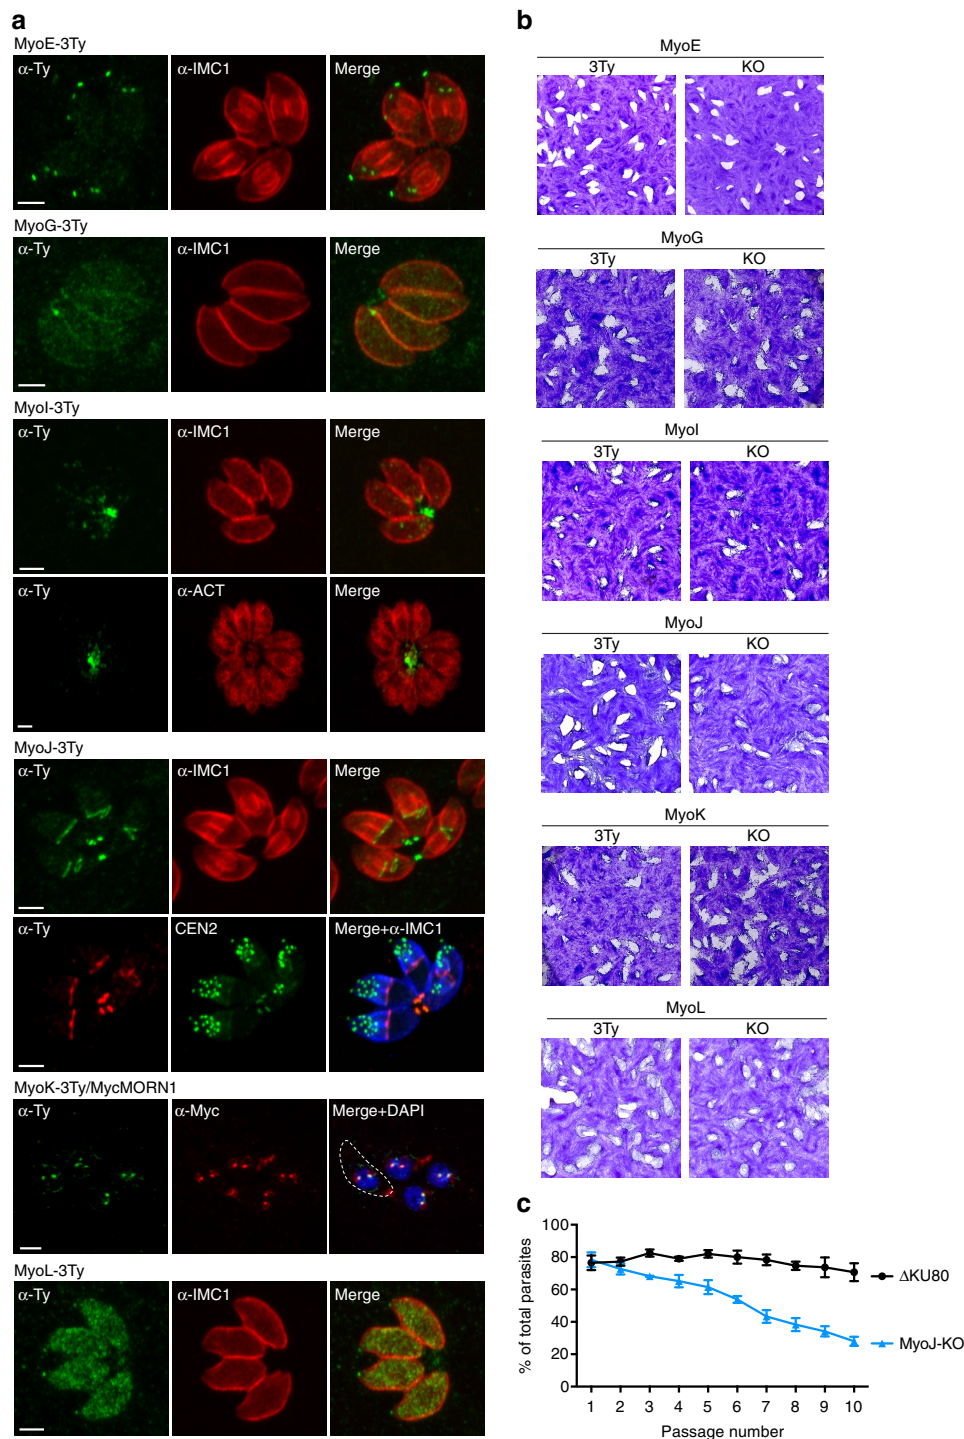 a
MyoE-3Ty
α-Ty
α-IMC1
Merge
MyoG-3Ty
α-Ty
α-IMC1
Merge
MyoI-3Ty
α-Ty
α-IMC1
Merge
α-Ty
α-ACT
Merge
MyoJ-3Ty
α-Ty
α-IMC1
Merge
α-Ty
CEN2
Merge+α-IMC1
MyoK-3Ty/MycMORN1
α-Ty
α-Myc
Merge+DAPI
MyoL-3Ty
α-Ty
α-IMC1
Merge
b
MyoE
3Ty
KO
MyoG
3Ty
KO
MyoI
3Ty
KO
MyoJ
3Ty
KO
MyoK
3Ty
KO
MyoL
3Ty
KO
c
% of total parasites
100
80
60
40
20
0
1 2 3 4 5 6 7 8 9 10
Passage number
ΔKU80
MyoJ-KO